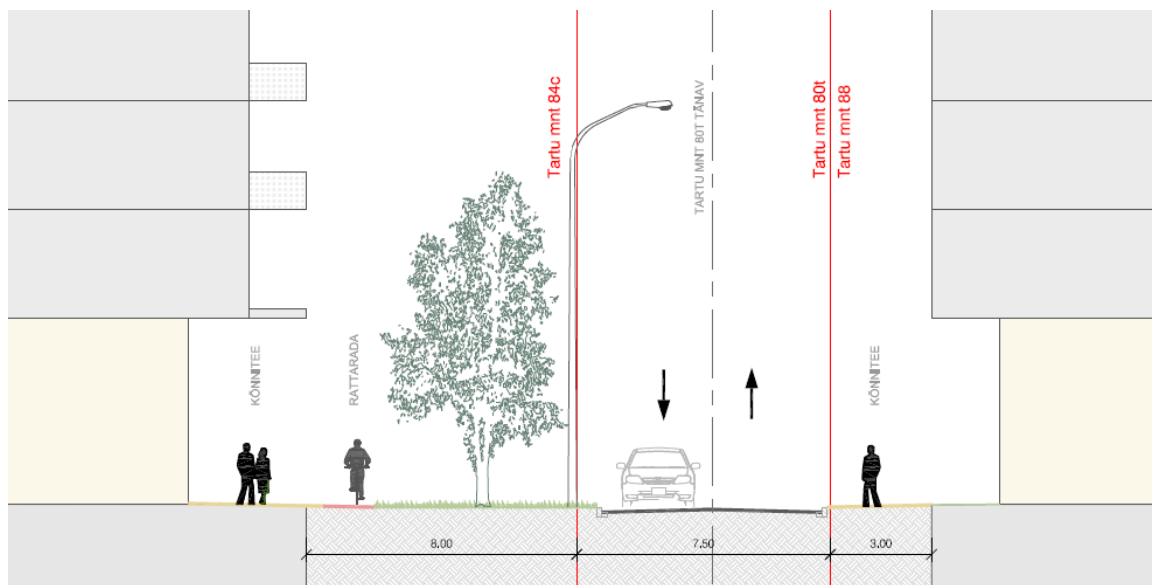 Tartu mnt 84c
TARTU MNT 80T TÄNAV
Tartu mnt 80t
Tartu mnt 88
KÕNNITEE
RATTARADA
KÕNNITEE
8.00
7.50
3.00